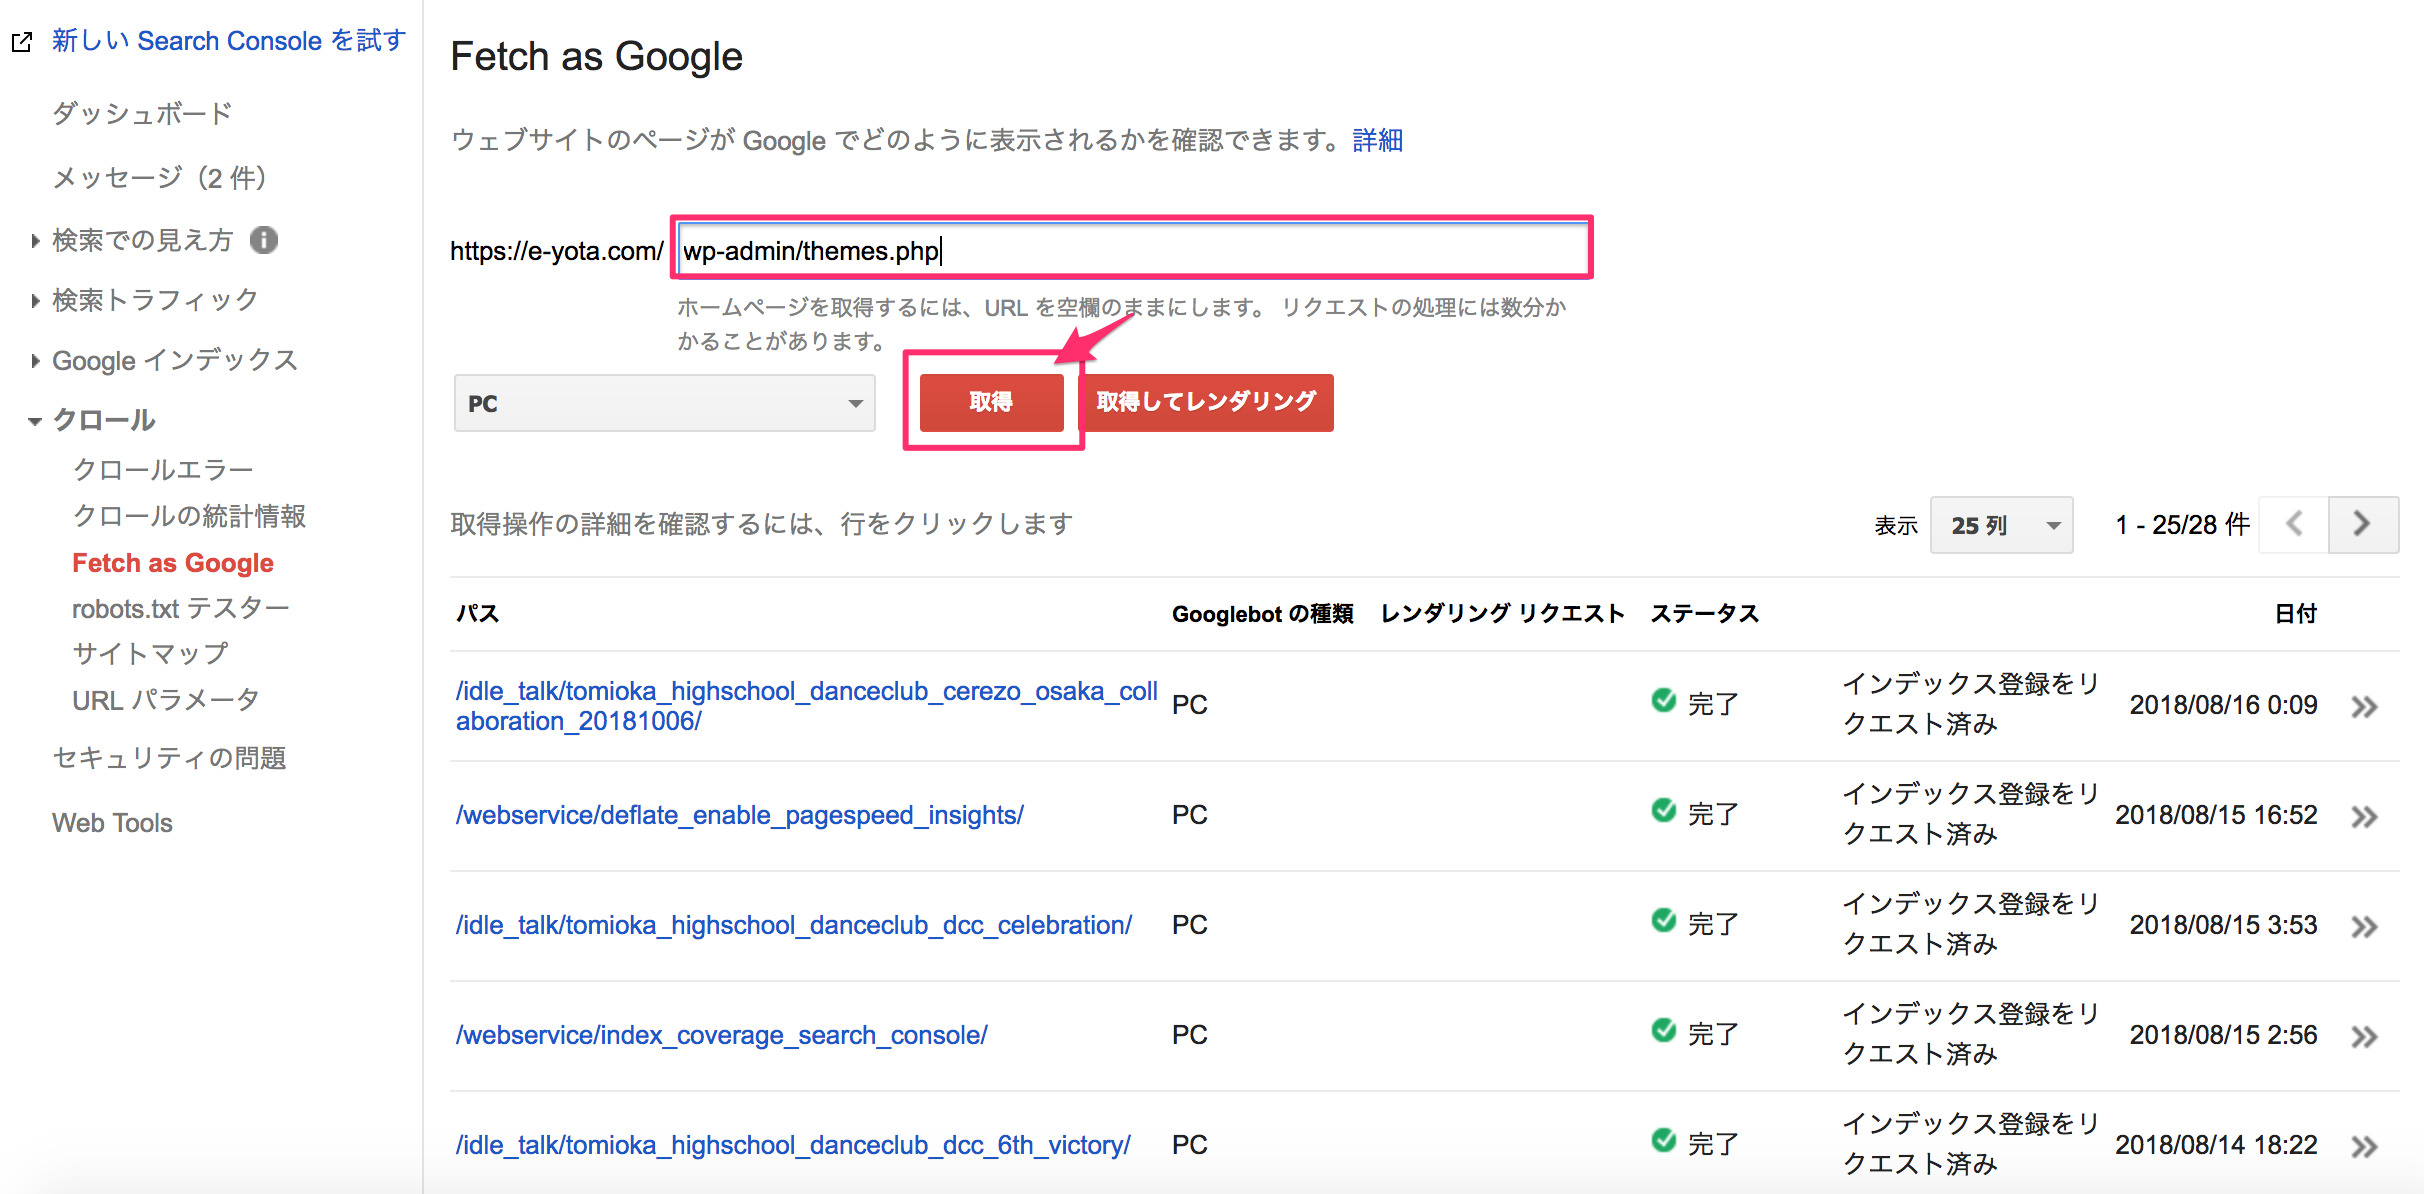 新しい Search Console を試す
ダッシュボード
メッセージ（2 件）
検索での見え方
検索トラフィック
Google インデックス
クロール
クロールエラー
クロールの統計情報
Fetch as Google
robots.txt テスター
サイトマップ
URL パラメータ
セキュリティの問題
Web Tools
Fetch as Google
ウェブサイトのページが Google でどのように表示されるかを確認できます。詳細
https://e-yota.com/ wp-admin/themes.php
ホームページを取得するには、URL を空欄のままにします。 リクエストの処理には数分か
かることがあります。
PC 取得 取得してレンダリング
取得操作の詳細を確認するには、行をクリックします 表示 25 列 1 - 25/28 件
パス Googlebot の種類 レンダリング リクエスト ステータス 日付
/idle_talk/tomioka_highschool_danceclub_cerezo_osaka_coll
aboration_20181006/ PC 完了 インデックス登録をリ
クエスト済み 2018/08/16 0:09
/webservice/deflate_enable_pagespeed_insights/ PC 完了 インデックス登録をリ
クエスト済み 2018/08/15 16:52
/idle_talk/tomioka_highschool_danceclub_dcc_celebration/ PC 完了 インデックス登録をリ
クエスト済み 2018/08/15 3:53
/webservice/index_coverage_search_console/ PC 完了 インデックス登録をリ
クエスト済み 2018/08/15 2:56
/idle_talk/tomioka_highschool_danceclub_dcc_6th_victory/ PC 完了 インデックス登録をリ
クエスト済み 2018/08/14 18:22